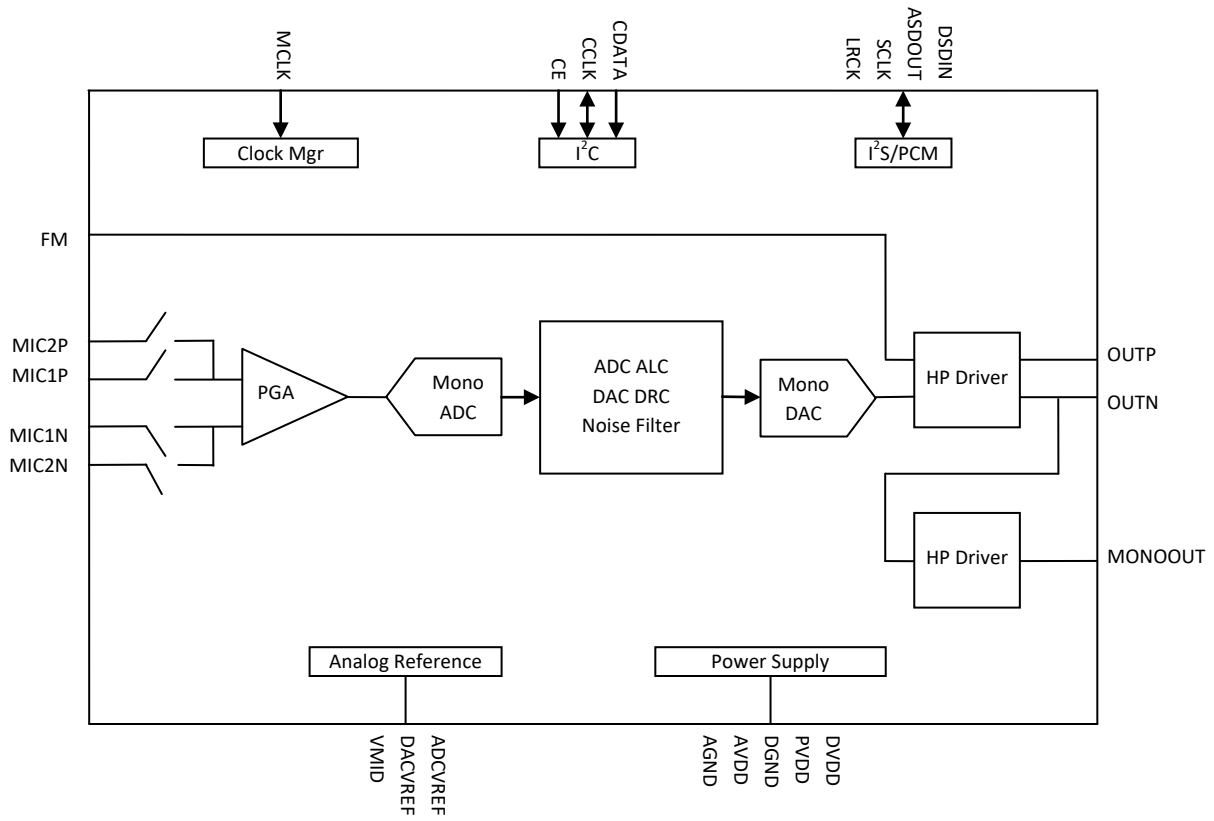 MCLK
CE
CCLK
CDATA
LRCK
SCLK
ASDOUT
DSDIN
Clock Mgr
I²C
I²S/PCM
FM
MIC2P
MIC1P
MIC1N
MIC2N
PGA
Mono
ADC
ADC ALC
DAC DRC
Noise Filter
Mono
DAC
HP Driver
OUTP
OUTN
HP Driver
MONOOUT
Analog Reference
Power Supply
VMID
DACVREF
ADCVREF
AGND
AVDD
DGND
PVDD
DVDD